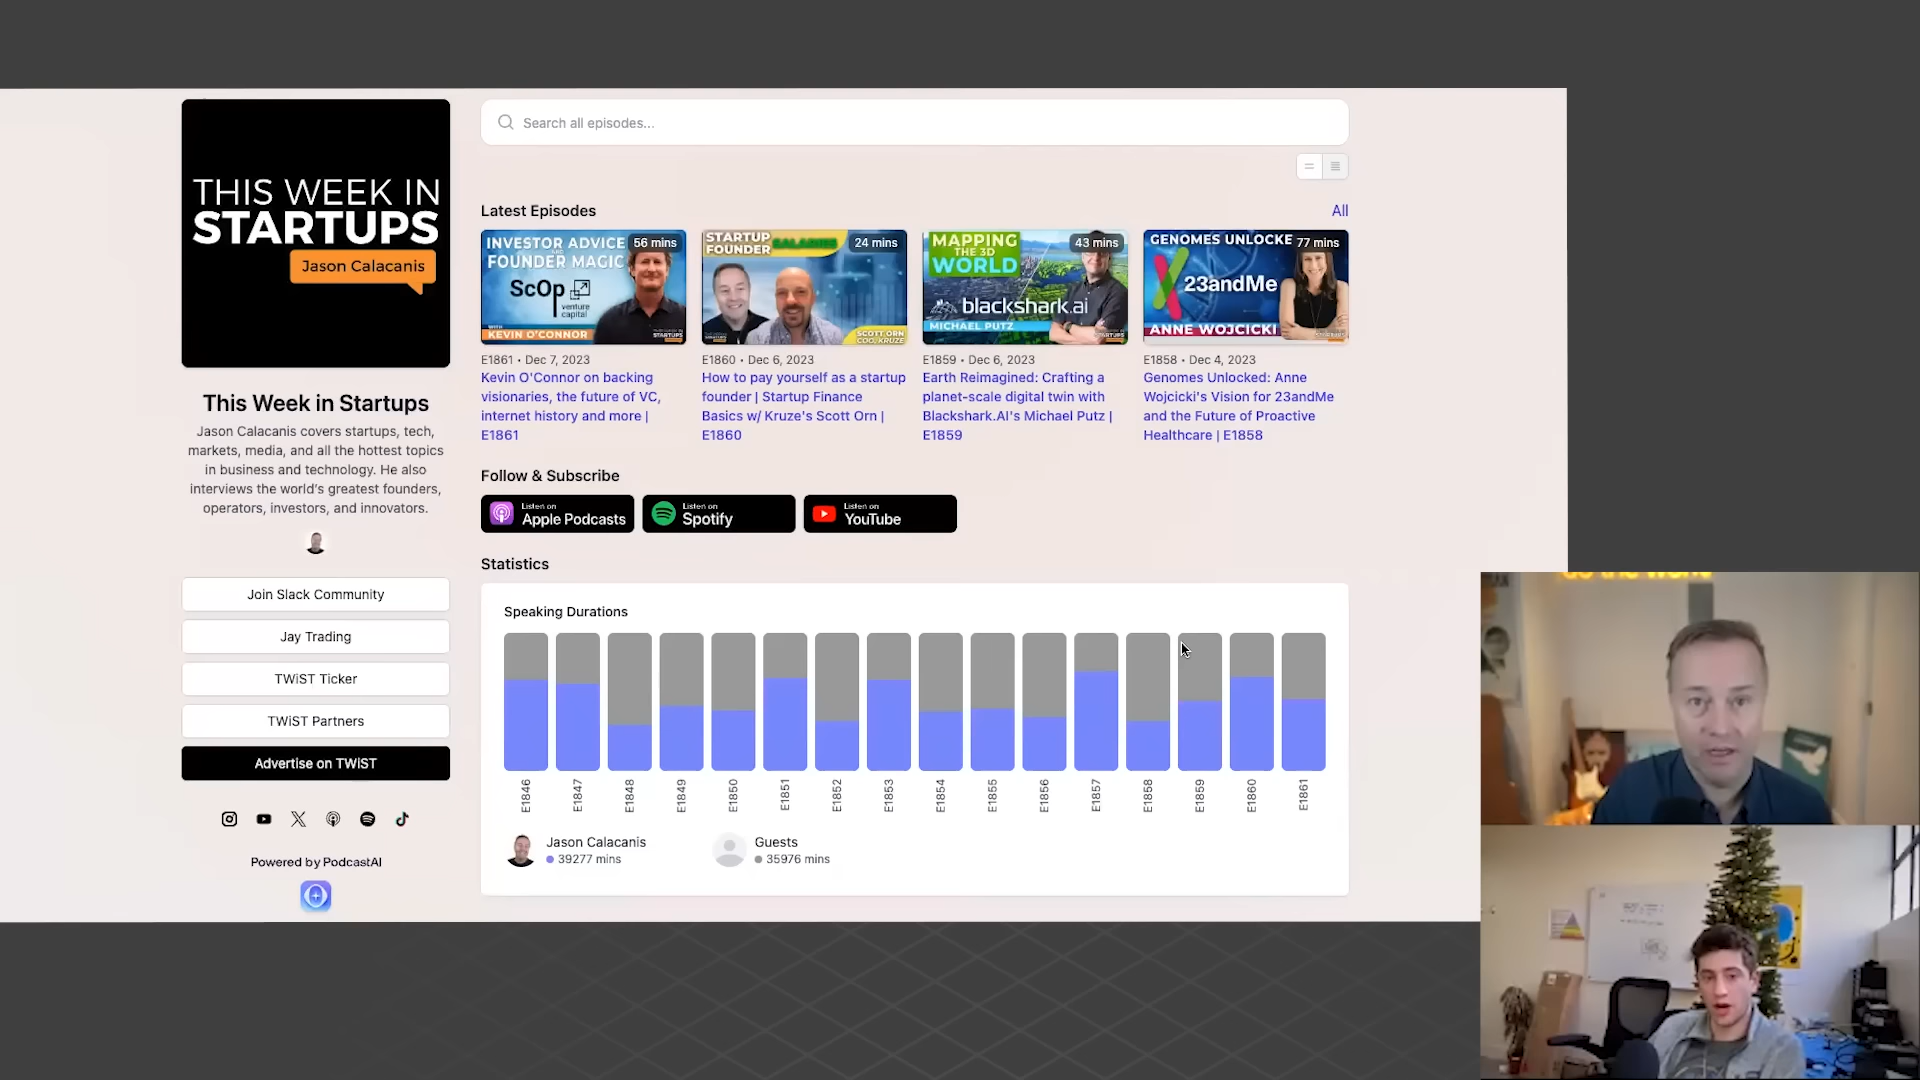 THIS WEEK IN
STARTUPS
Jason Calacanis
This Week in Startups
Jason Calacanis covers startups, tech,
markets, media, and all the hottest topics
in business and technology. He also
interviews the world's greatest founders,
operators, investors, and innovators.
Join Slack Community
Jay Trading
TWiST Ticker
TWiST Partners
Advertise on TWiST
Powered by PodcastAI
Search all episodes...
Latest Episodes
All
INVESTOR ADVICE
FOUNDER MAGIC
56 mins
ScOp
venture
capital
WITH
KEVIN O'CONNOR
STARTUP
FOUNDER SALARIES
24 mins
SCOTT ORN
COO, KRUZE
MAPPING
THE 3D
WORLD
43 mins
blackshark.ai
MICHAEL PUTZ
GENOMES UNLOCKE
77 mins
23andMe
ANNE WOJCICKI
E1861 • Dec 7, 2023
Kevin O'Connor on backing
visionaries, the future of VC,
internet history and more |
E1861
E1860 • Dec 6, 2023
How to pay yourself as a startup
founder | Startup Finance
Basics w/ Kruze's Scott Orn |
E1860
E1859 • Dec 6, 2023
Earth Reimagined: Crafting a
planet-scale digital twin with
Blackshark.AI's Michael Putz |
E1859
E1858 • Dec 4, 2023
Genomes Unlocked: Anne
Wojcicki's Vision for 23andMe
and the Future of Proactive
Healthcare | E1858
Follow & Subscribe
Listen on
Apple Podcasts
Listen on
Spotify
Listen on
YouTube
Statistics
Speaking Durations
E1846
E1847
E1848
E1849
E1850
E1851
E1852
E1853
E1854
E1855
E1856
E1857
E1858
E1859
E1860
E1861
Jason Calacanis
39277 mins
Guests
35976 mins